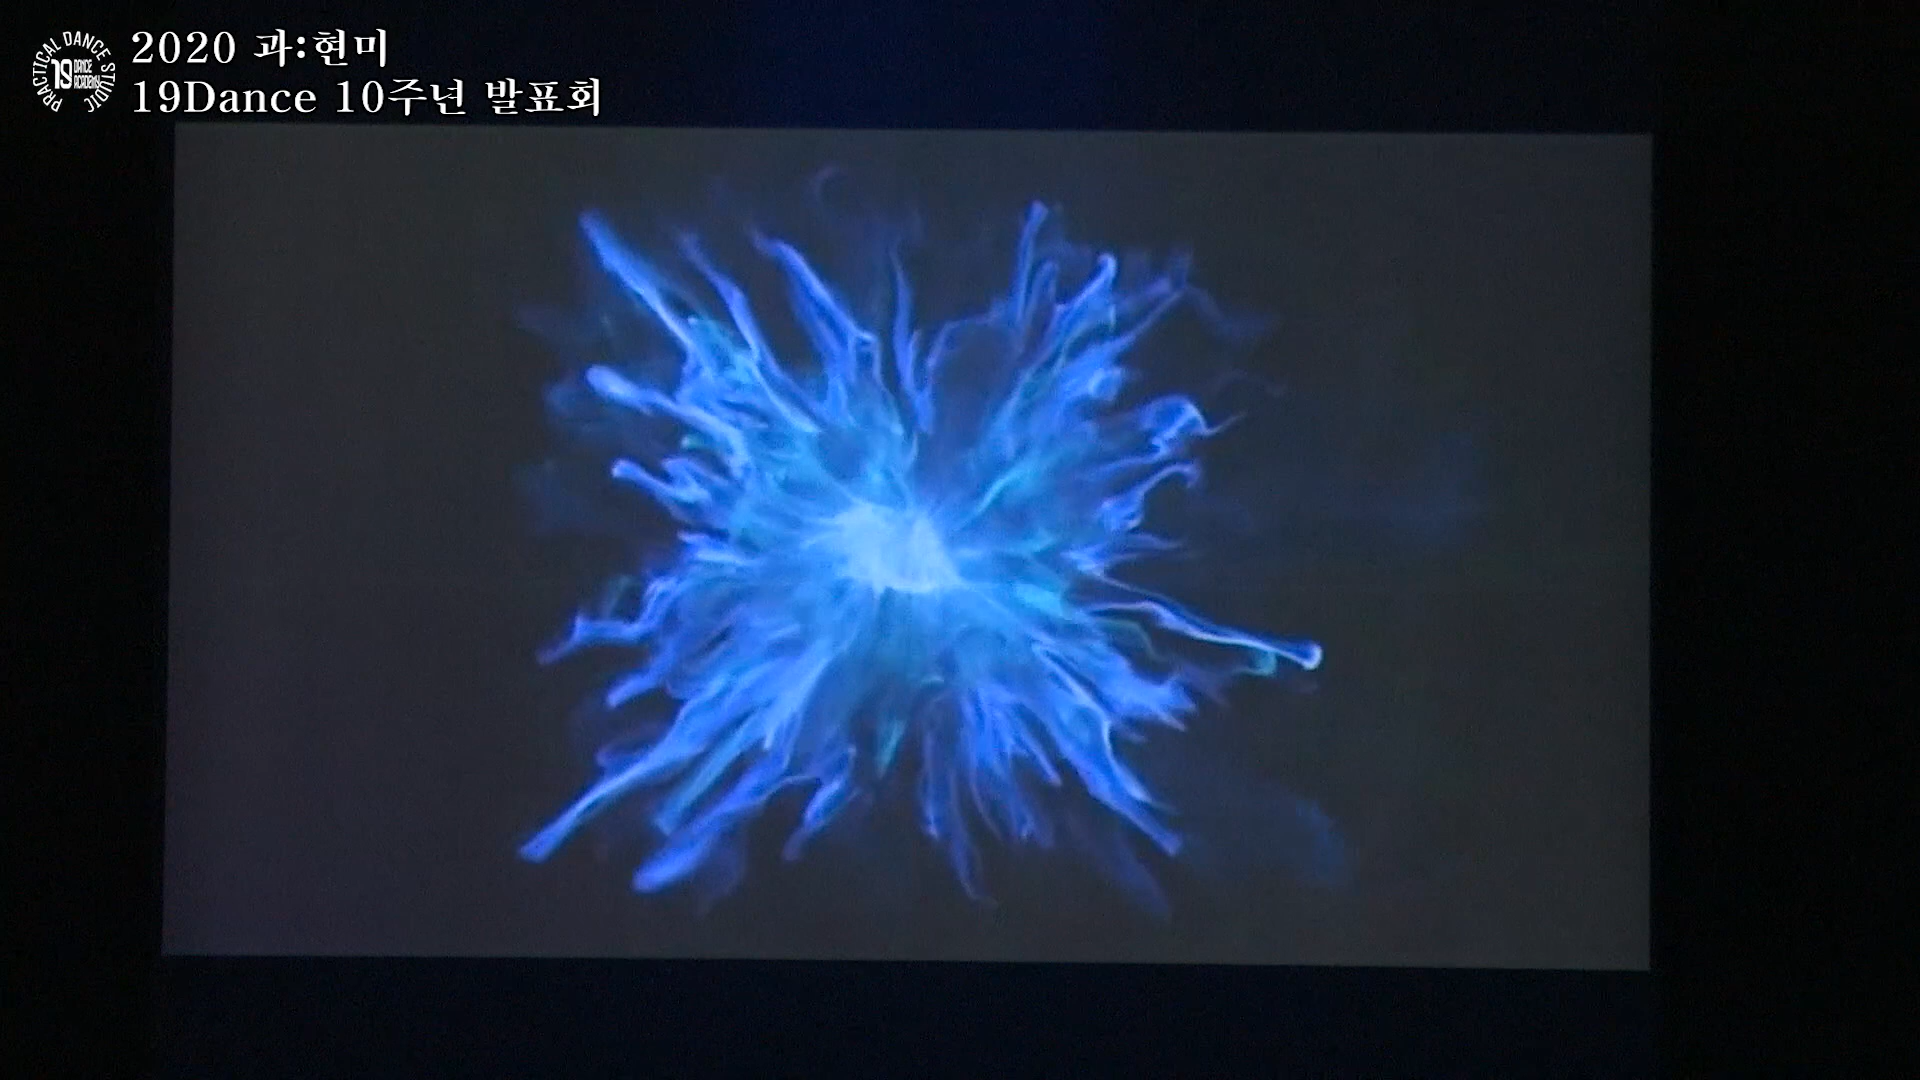 PRACTICAL DANCE STUDIO
19 DANCE ACADEMY
2020 과:현미
19Dance 10주년 발표회